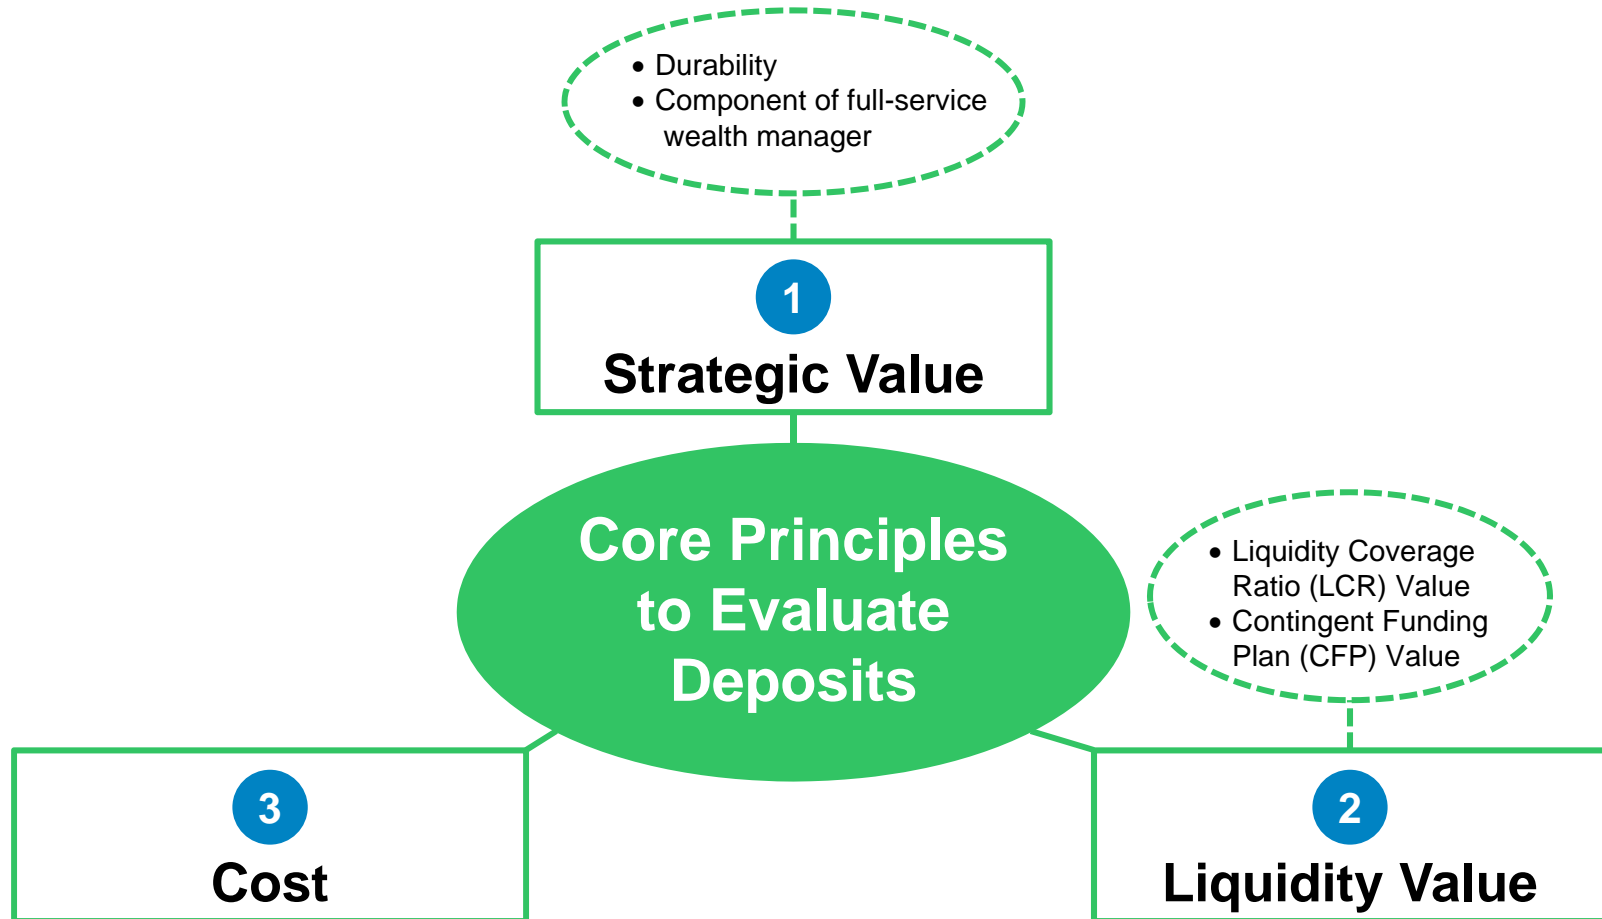 • Durability
• Component of full-service
wealth manager
1
Strategic Value
Core Principles
to Evaluate
Deposits
• Liquidity Coverage
Ratio (LCR) Value
• Contingent Funding
Plan (CFP) Value
3
Cost
2
Liquidity Value